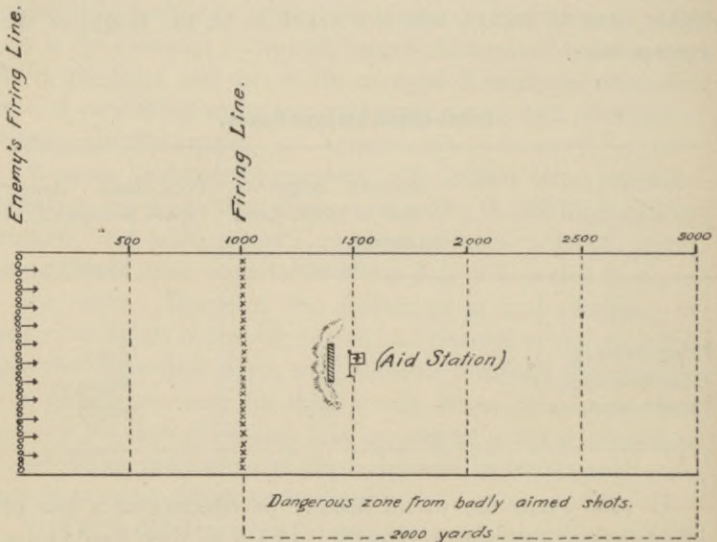 Enemy's Firing Line.
Firing Line.
500 1000 1500 2000 2500 3000
(Aid Station)
Dangerous zone from badly aimed shots.
2000 yards